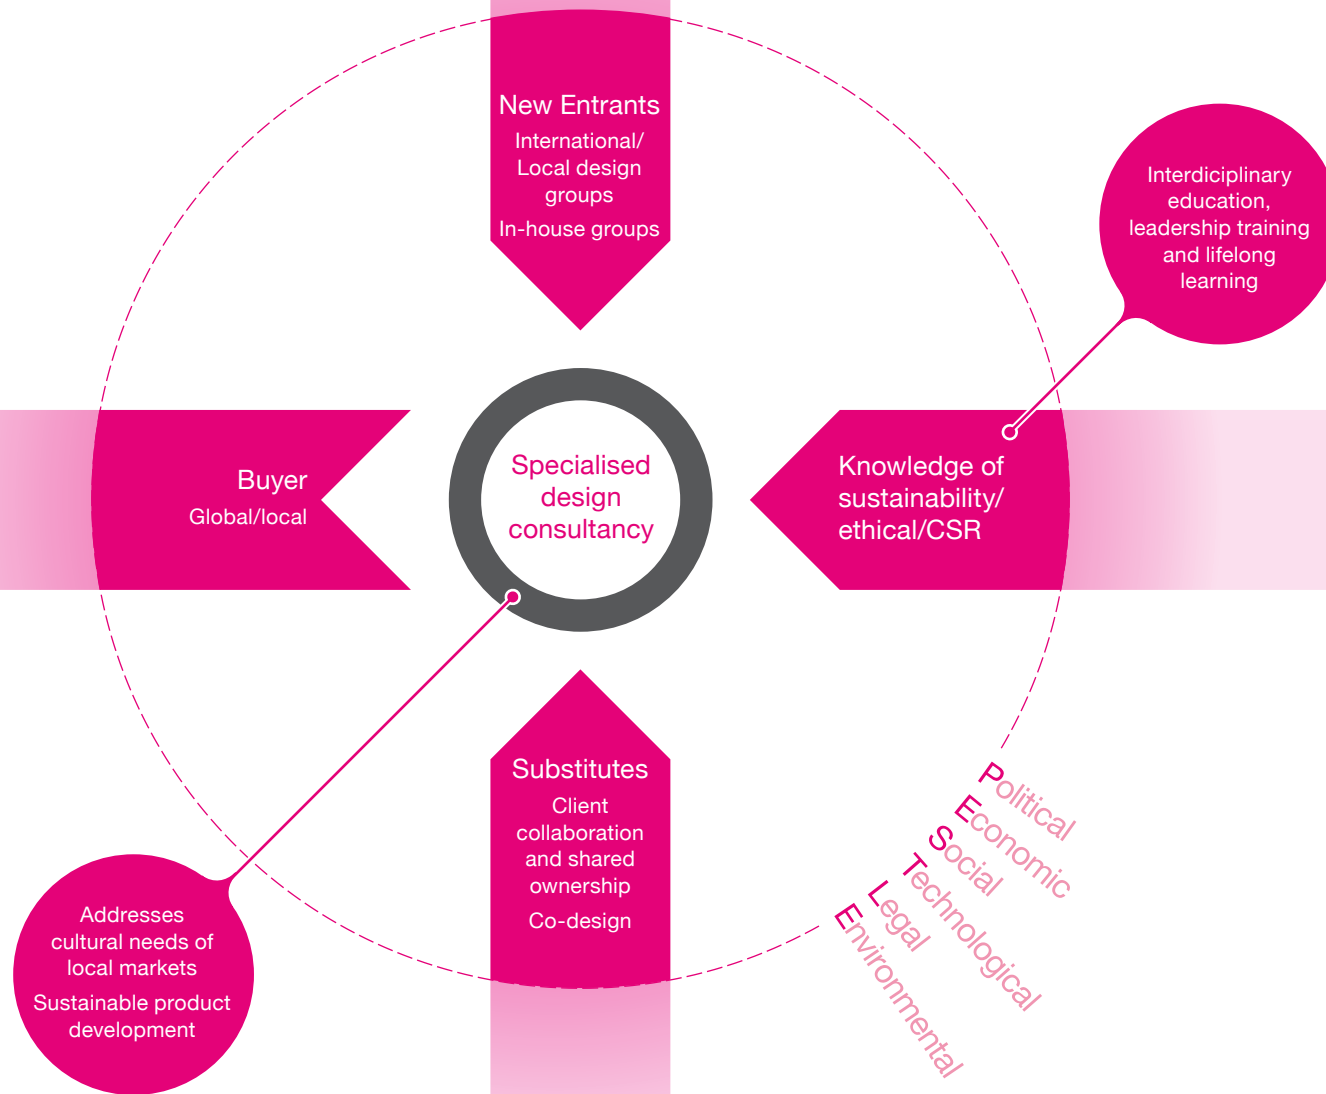 New Entrants
International/
Local design
groups
In-house groups
Interdiciplinary
education,
leadership training
and lifelong
learning
Buyer
Global/local
Specialised
design
consultancy
Knowledge of
sustainability/
ethical/CSR
Substitutes
Client
collaboration
and shared
ownership
Co-design
Addresses
cultural needs of
local markets
Sustainable product
development
Political
Economic
Social
Technological
Legal
Environmental